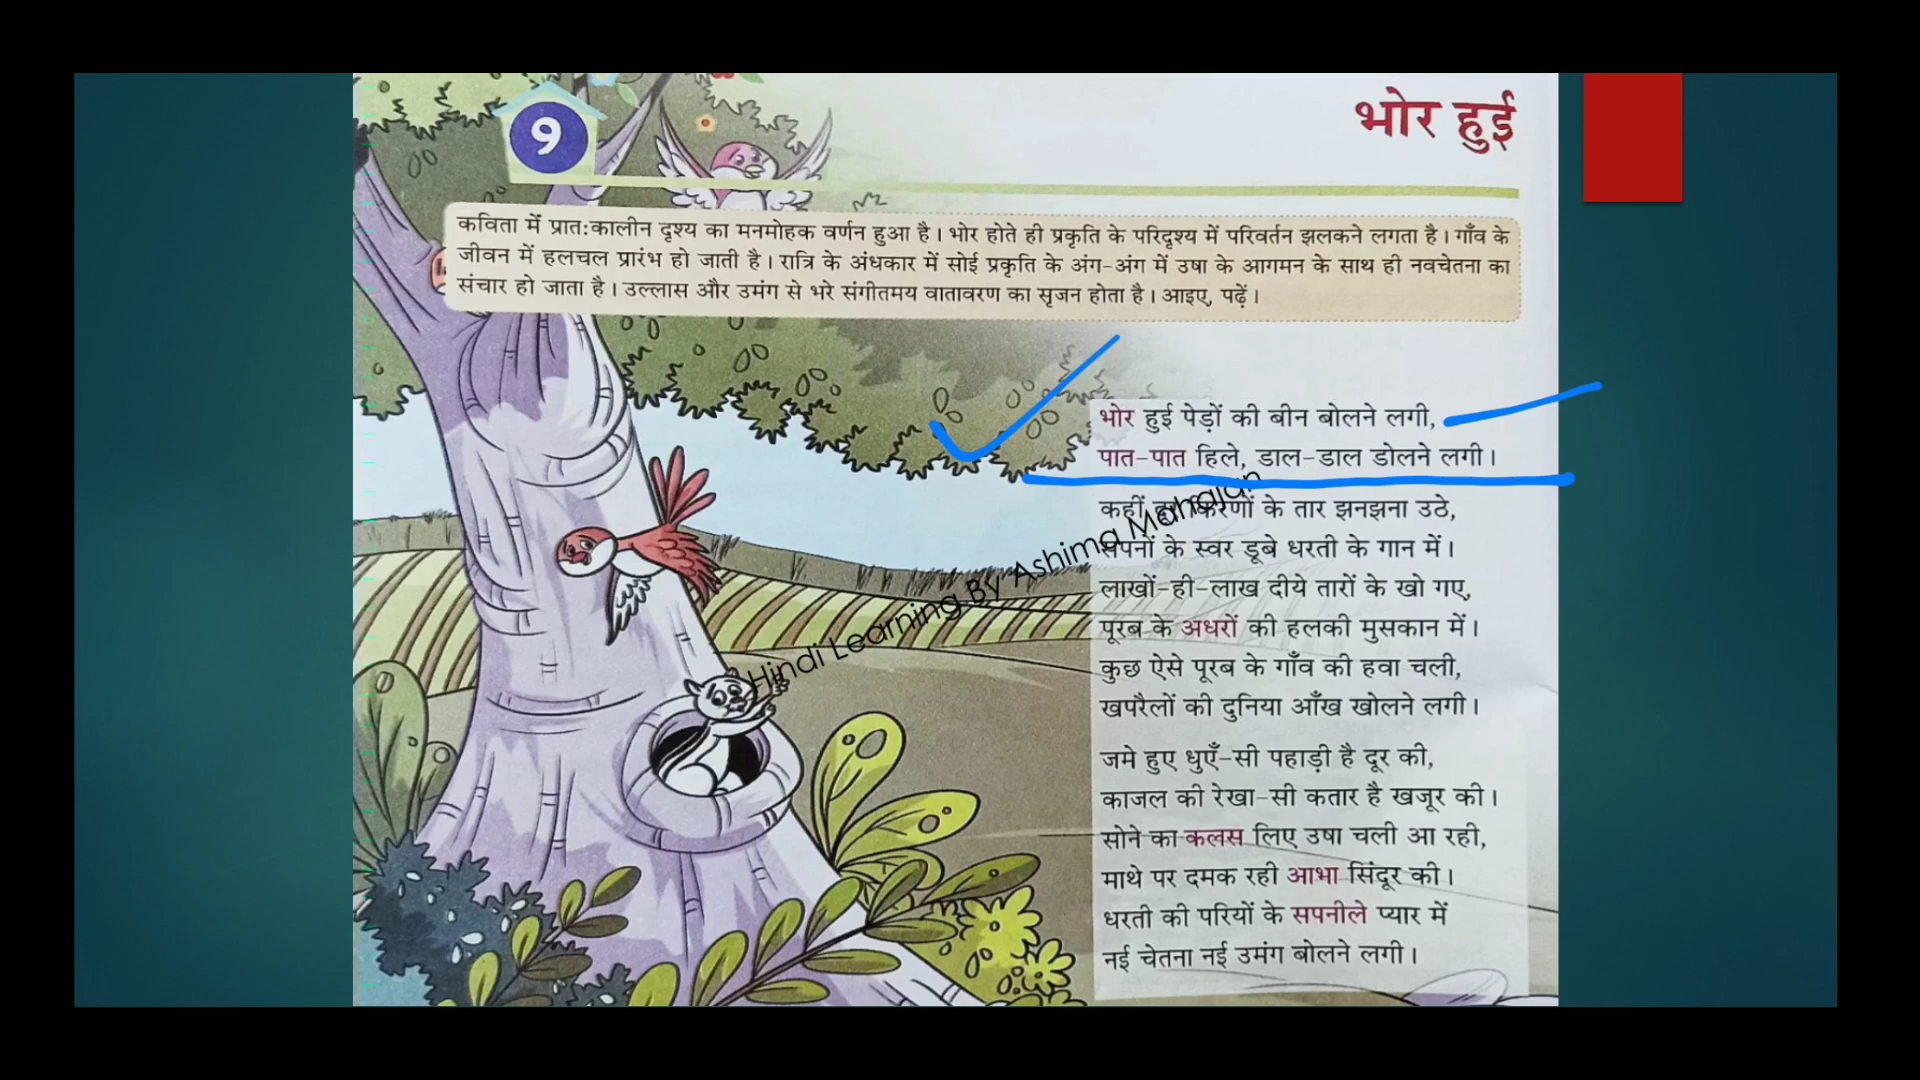 9
भोर हुई
कविता में प्रात:कालीन दृश्य का मनमोहक वर्णन हुआ है। भोर होते ही प्रकृति के परिदृश्य में परिवर्तन झलकने लगता है। गाँव के
जीवन में हलचल प्रारंभ हो जाती है। रात्रि के अंधकार में सोई प्रकृति के अंग-अंग में उषा के आगमन के साथ ही नवचेतना का
संचार हो जाता है। उल्लास और उमंग से भरे संगीतमय वातावरण का सृजन होता है। आइए, पढ़ें।
भोर हुई पेड़ों की बीन बोलने लगी,
पात-पात हिले, डाल-डाल डोलने लगी।
कहीं किरणों के तार झनझना उठे,
सपनों के स्वर डूबे धरती के गान में।
लाखों-ही-लाख दीये तारों के खो गए,
पूरब के अधरों की हलकी मुसकान में।
कुछ ऐसे पूरब के गाँव की हवा चली,
खपरैलों की दुनिया आँख खोलने लगी।
जमे हुए धुएँ-सी पहाड़ी है दूर की,
काजल की रेखा-सी कतार है खजूर की।
सोने का कलस लिए उषा चली आ रही,
माथे पर दमक रही आभा सिंदूर की।
धरती की परियों के सपनीले प्यार में
नई चेतना नई उमंग बोलने लगी।
Hindi Learning By Ashima Mahajan